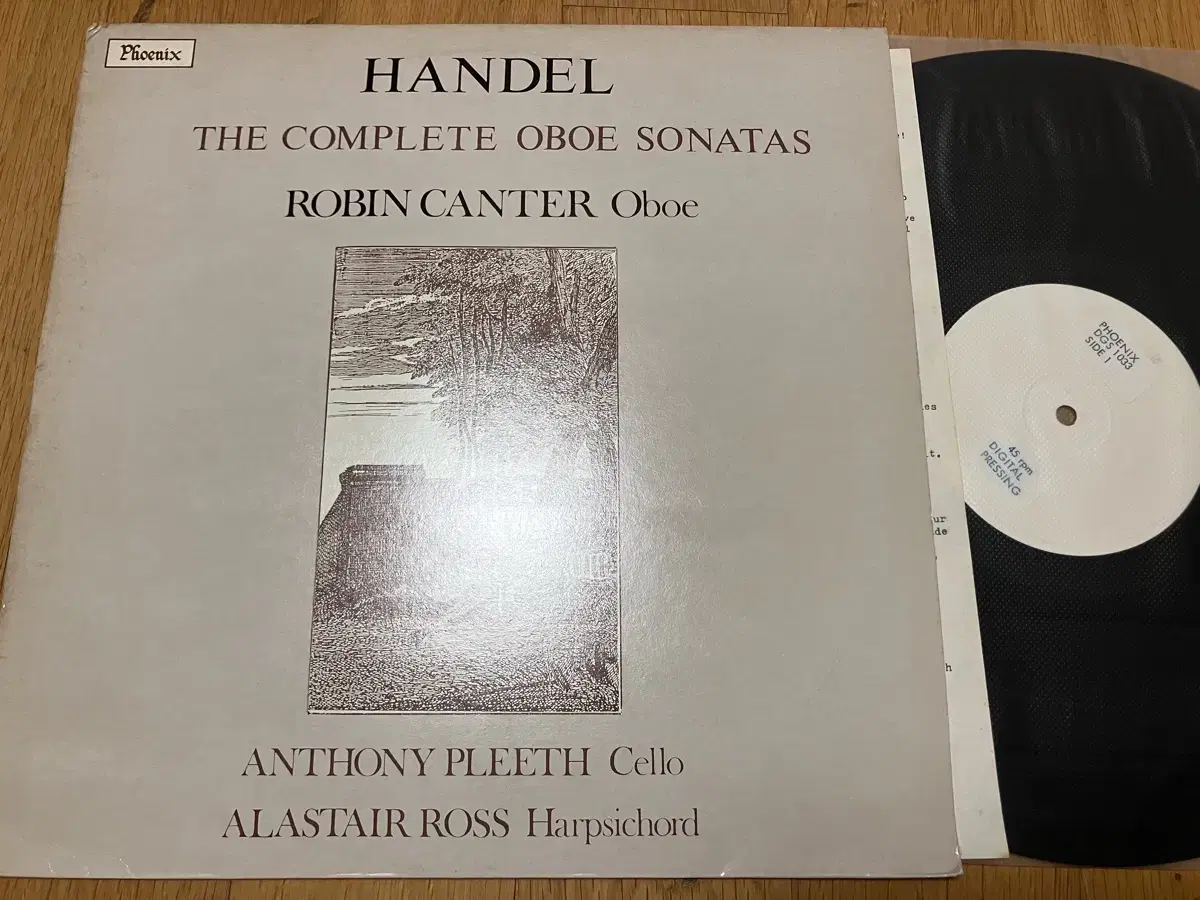 Phoenix
HANDEL
THE COMPLETE OBOE SONATAS
ROBIN CANTER Oboe
ANTHONY PLEETH Cello
ALASTAIR ROSS Harpsichord
PHOENIX
DGS 1033
SIDE 1
45 rpm
DIGITAL
PRESSING